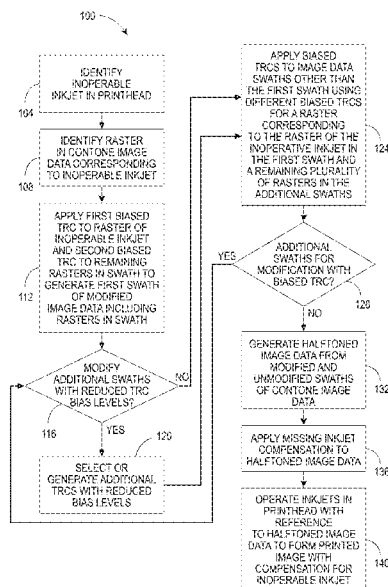 100
IDENTIFY
INOPERABLE
INKJET IN PRINTHEAD
104
IDENTIFY RASTER
IN CONTONE IMAGE
DATA CORRESPONDING
TO INOPERABLE INKJET
108
APPLY FIRST BIASED
TRC TO RASTER OF
INOPERABLE INKJET
AND SECOND BIASED
TRC TO REMAINING
RASTERS IN SWATH TO
GENERATE FIRST SWATH
OF MODIFIED
IMAGE DATA INCLUDING
RASTERS IN SWATH
112
MODIFY
ADDITIONAL SWATHS
WITH REDUCED TRC
BIAS LEVELS?
116
NO
YES
120
SELECT OR
GENERATE ADDITIONAL
TRCS WITH REDUCED
BIAS LEVELS
APPLY BIASED
TRCS TO IMAGE DATA
SWATHS OTHER THAN
THE FIRST SWATH USING
DIFFERENT BIASED TRCS
FOR A RASTER
CORRESPONDING
TO THE RASTER OF THE
INOPERATIVE INKJET IN
THE FIRST SWATH AND
A REMAINING PLURALITY
OF RASTERS IN THE
ADDITIONAL SWATHS
124
YES
ADDITIONAL
SWATHS FOR
MODIFICATION WITH
BIASED TRC?
128
NO
GENERATE HALFTONED
IMAGE DATA FROM
MODIFIED AND
UNMODIFIED SWATHS
OF CONTONE IMAGE
DATA
132
APPLY MISSING INKJET
COMPENSATION TO
HALFTONED IMAGE DATA
136
OPERATE INKJETS IN
PRINTHEAD WITH
REFERENCE
TO HALFTONED IMAGE
DATA TO FORM PRINTED
IMAGE WITH
COMPENSATION FOR
INOPERABLE INKJET
140